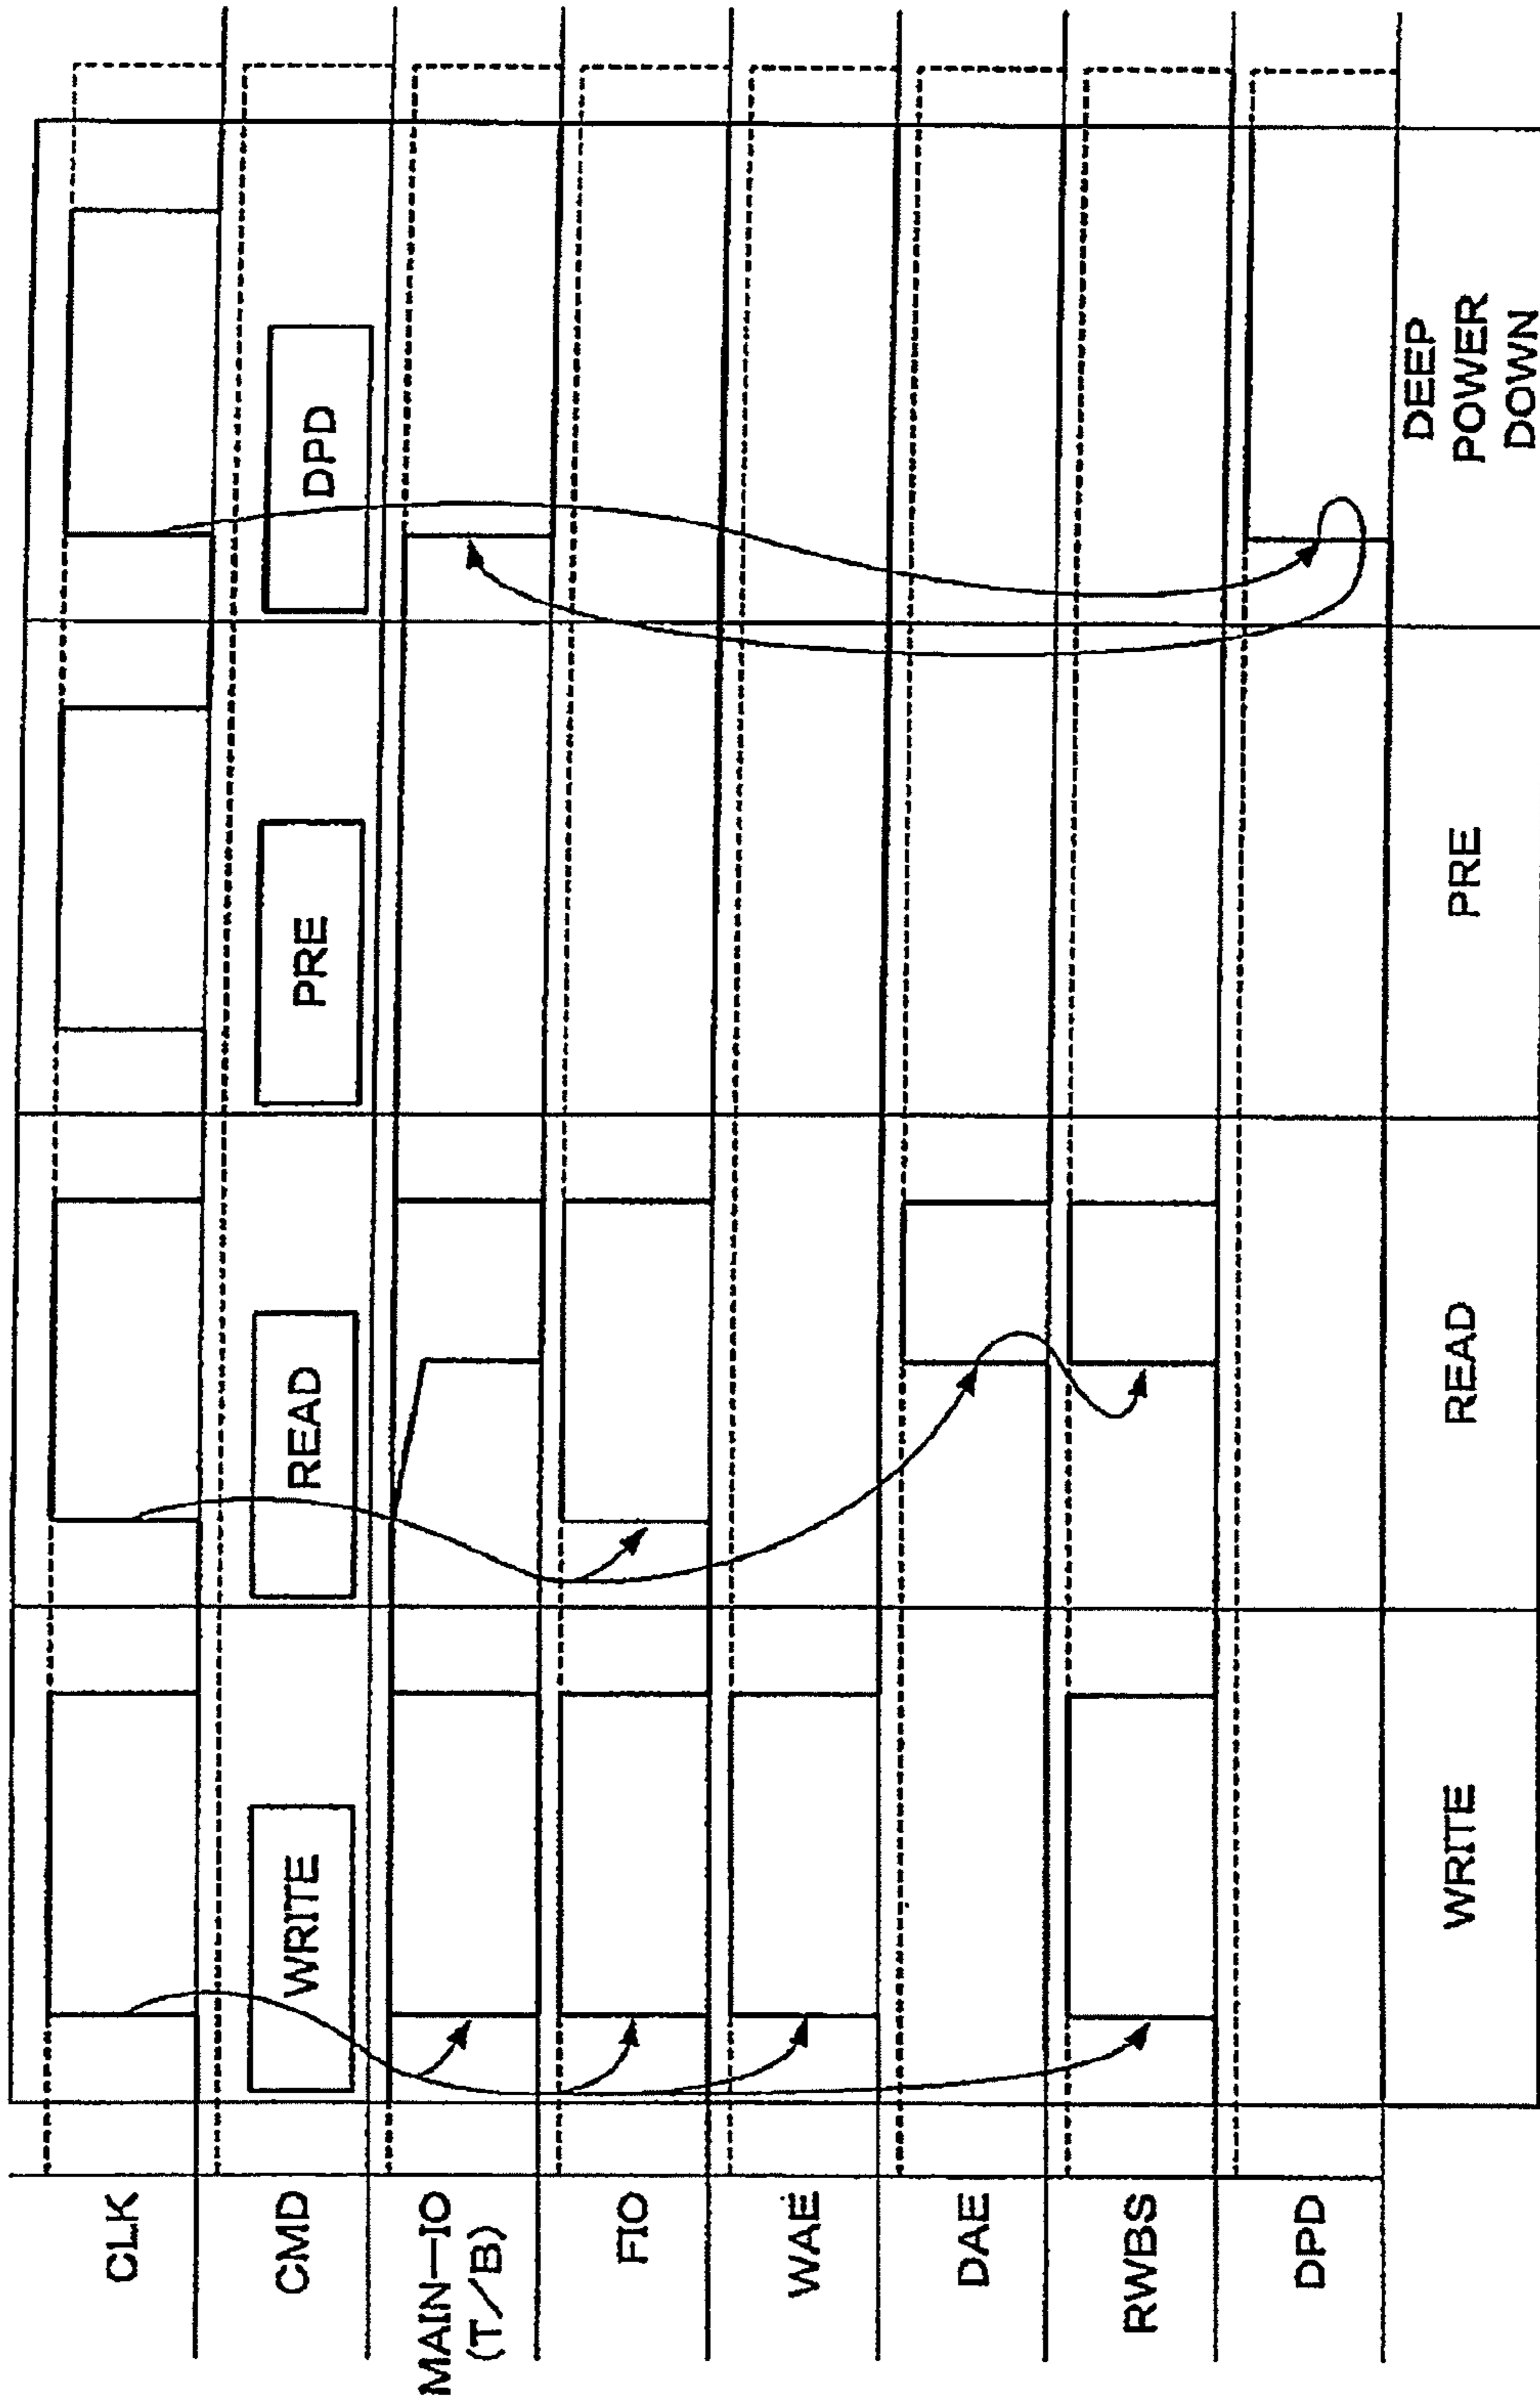 CLK
CMD
WRITE
READ
PRE
DPD
MAIN-IO
(T/B)
FIO
WAE
DAE
RWBS
DPD
WRITE
READ
PRE
DEEP
POWER
DOWN